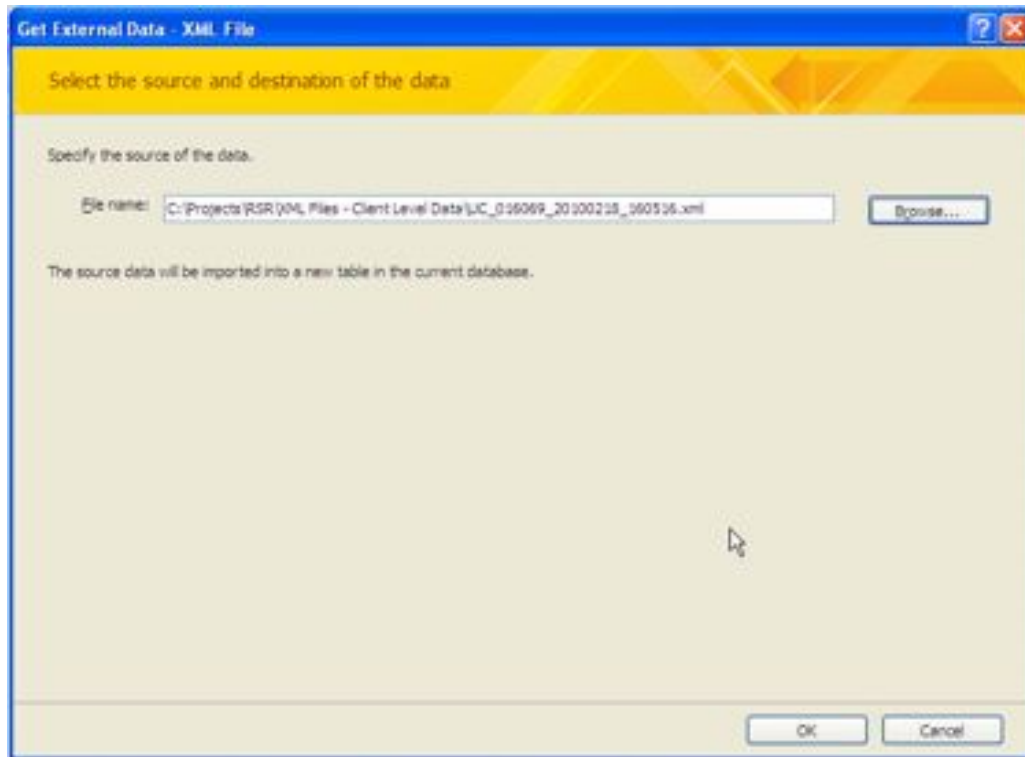 Get External Data - XML File
Select the source and destination of the data
Specify the source of the data.
File name: C:\Projects\RSR\XML Files - Client Level Data\UC_016069_20100218_160516.xml Browse...
The source data will be imported into a new table in the current database.
OK Cancel